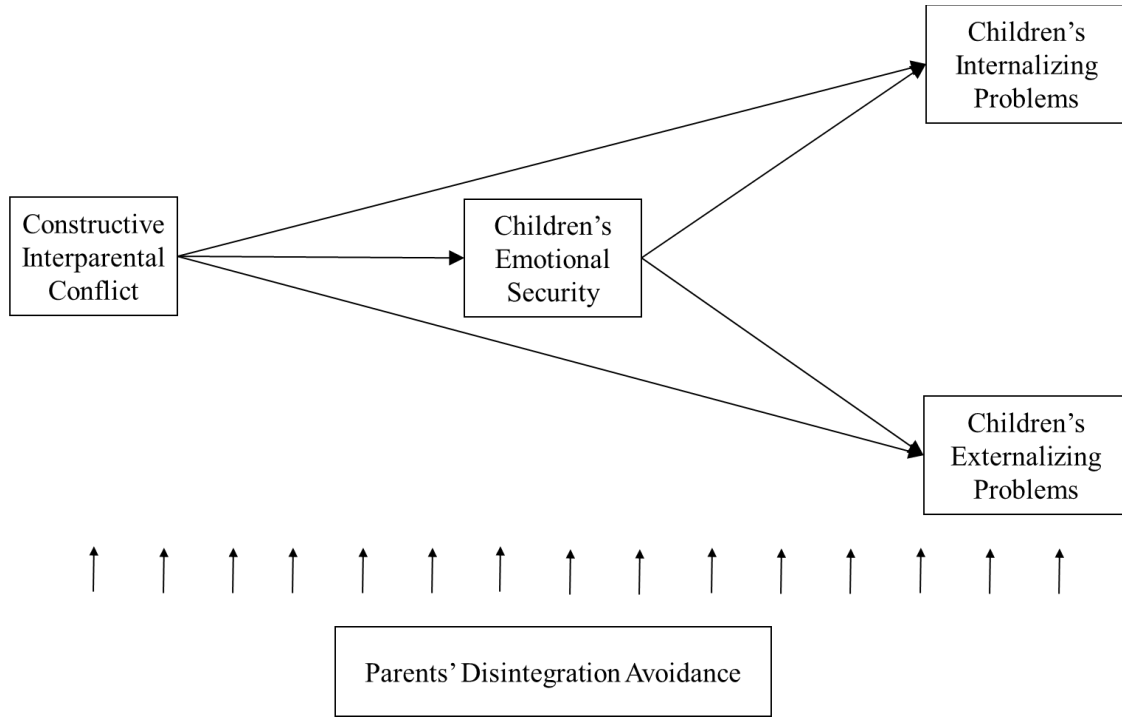 Children’s
Internalizing
Problems
Constructive
Interparental
Conflict
Children’s
Emotional
Security
Children’s
Externalizing
Problems
Parents’ Disintegration Avoidance